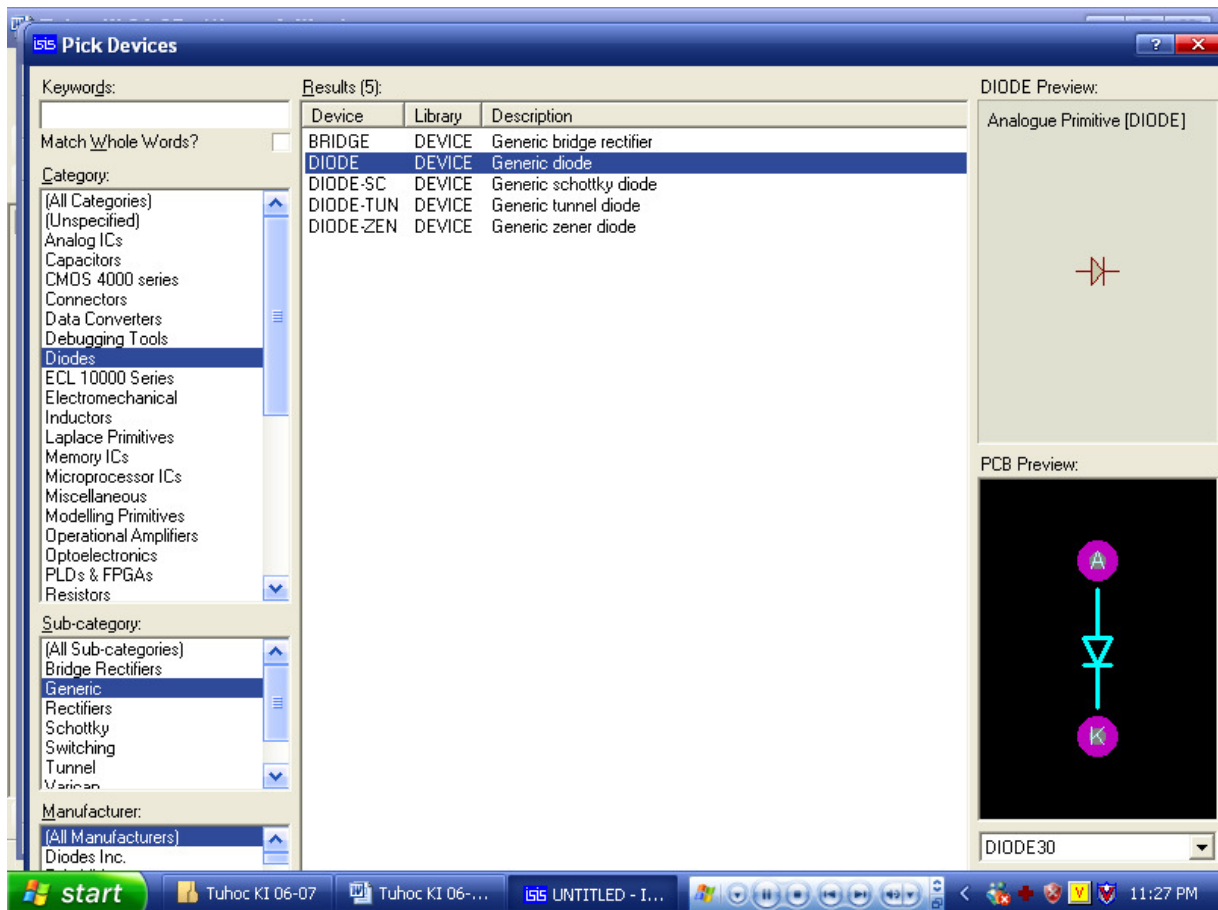 isis Pick Devices
Keywords:
Match Whole Words?
Category:
(All Categories)
(Unspecified)
Analog ICs
Capacitors
CMOS 4000 series
Connectors
Data Converters
Debugging Tools
Diodes
ECL 10000 Series
Electromechanical
Inductors
Laplace Primitives
Memory ICs
Microprocessor ICs
Miscellaneous
Modelling Primitives
Operational Amplifiers
Optoelectronics
PLDs & FPGAs
Resistors
Sub-category:
(All Sub-categories)
Bridge Rectifiers
Generic
Rectifiers
Schottky
Switching
Tunnel
Varicap
Manufacturer:
(All Manufacturers)
Diodes Inc.
Results (5):
Device Library Description
BRIDGE DEVICE Generic bridge rectifier
DIODE DEVICE Generic diode
DIODE-SC DEVICE Generic schottky diode
DIODE-TUN DEVICE Generic tunnel diode
DIODE-ZEN DEVICE Generic zener diode
DIODE Preview:
Analogue Primitive [DIODE]
PCB Preview:
A
K
DIODE30
start
Tuhoc KI 06-07
Tuhoc KI 06-...
isis UNTITLED - I...
V
V
11:27 PM